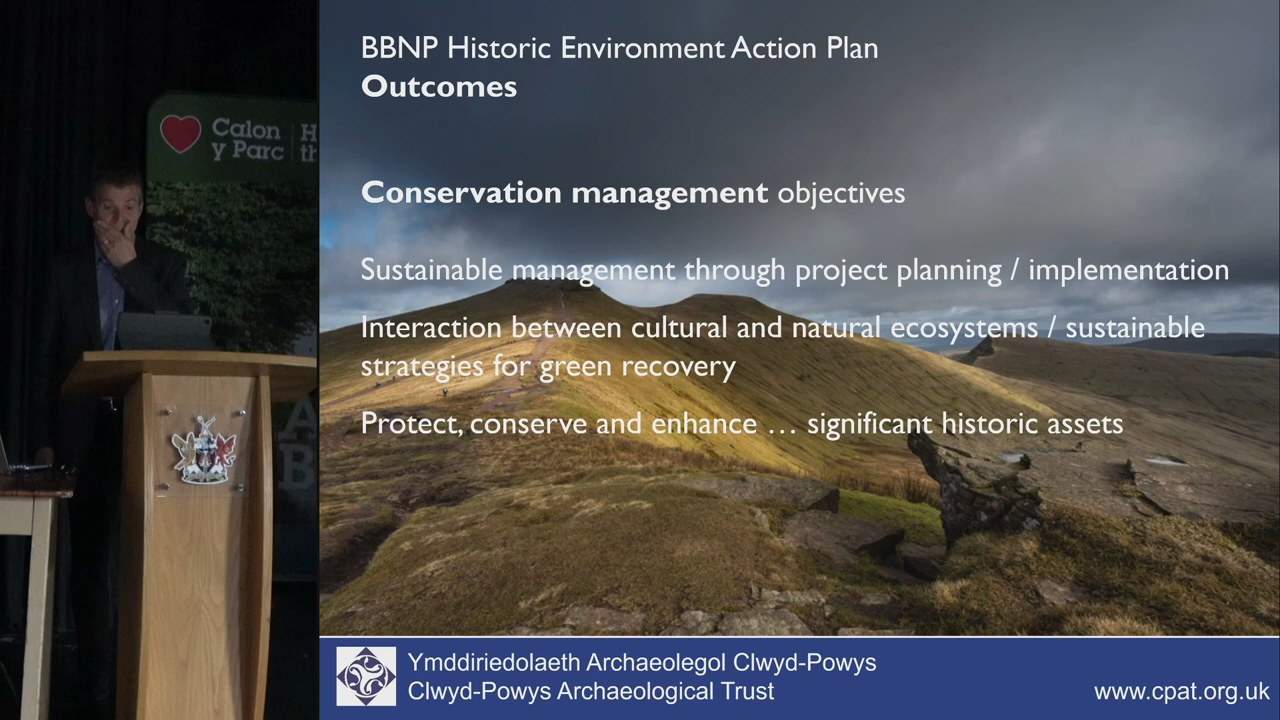 Calon
y Parc
BBNP Historic Environment Action Plan
Outcomes
Conservation management objectives
Sustainable management through project planning / implementation
Interaction between cultural and natural ecosystems / sustainable
strategies for green recovery
Protect, conserve and enhance … significant historic assets
Ymddiriedolaeth Archaeolegol Clwyd-Powys
Clwyd-Powys Archaeological Trust
www.cpat.org.uk